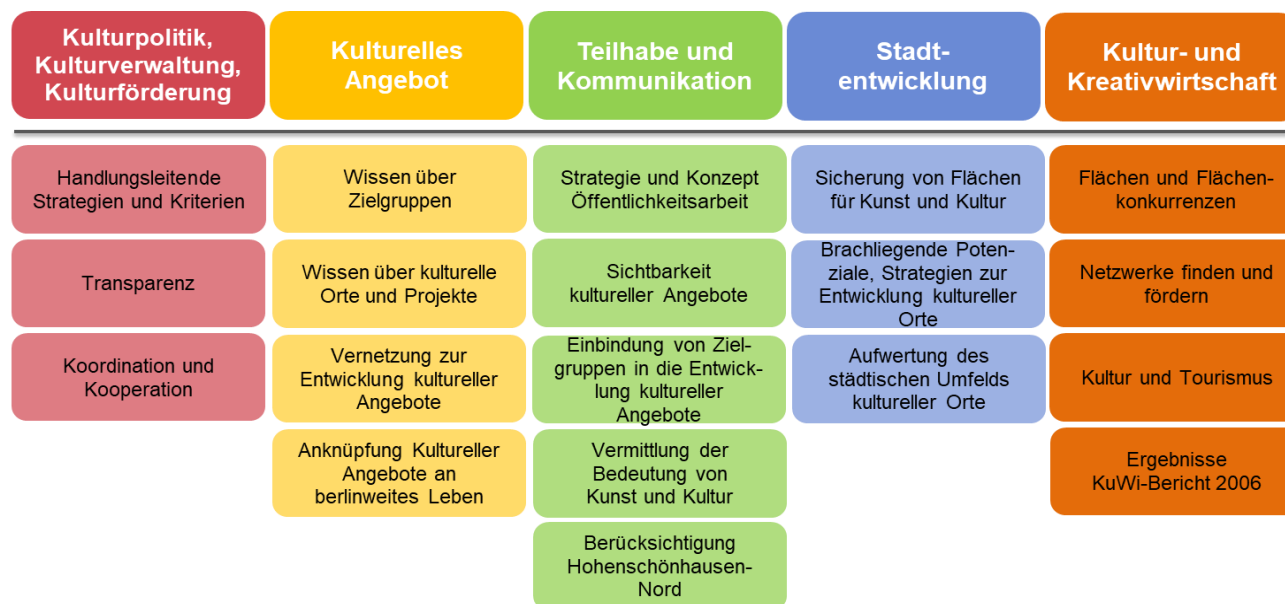 Kulturpolitik,
Kulturverwaltung,
Kulturförderung
Kulturelles
Angebot
Teilhabe und
Kommunikation
Stadt-
entwicklung
Kultur- und
Kreativwirtschaft
Handlungsleitende
Strategien und Kriterien
Transparenz
Koordination und
Kooperation
Wissen über
Zielgruppen
Wissen über kulturelle
Orte und Projekte
Vernetzung zur
Entwicklung kultureller
Angebote
Anknüpfung Kultureller
Angebote an
berlinweites Leben
Strategie und Konzept
Öffentlichkeitsarbeit
Sichtbarkeit
kultureller Angebote
Einbindung von Ziel-
gruppen in die Entwick-
lung kultureller
Angebote
Vermittlung der
Bedeutung von
Kunst und Kultur
Berücksichtigung
Hohenschönhausen-
Nord
Sicherung von Flächen
für Kunst und Kultur
Brachliegende Poten-
ziale, Strategien zur
Entwicklung kultureller
Orte
Aufwertung des
städtischen Umfelds
kultureller Orte
Flächen und Flächen-
konkurrenzen
Netzwerke finden und
fördern
Kultur und Tourismus
Ergebnisse
KuWi-Bericht 2006